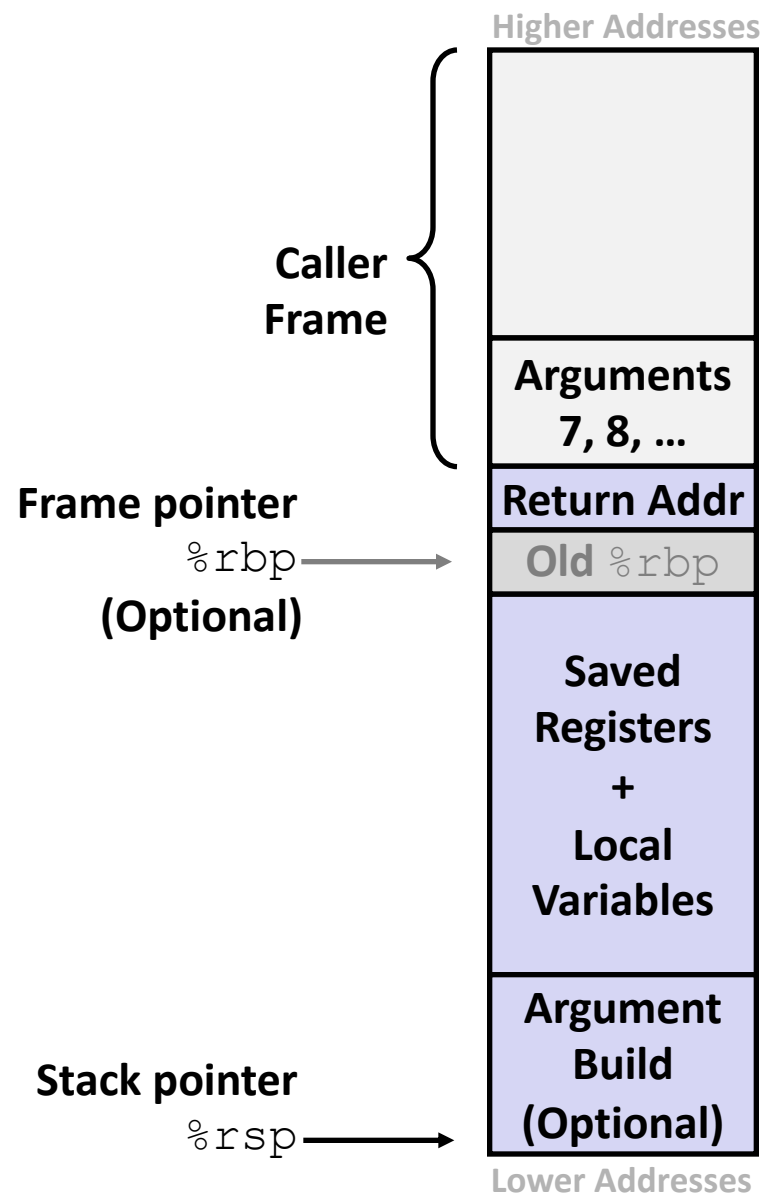 Higher Addresses
Caller
Frame
Arguments
7, 8, …
Return Addr
Frame pointer
%rbp
(Optional)
Old %rbp
Saved
Registers
+
Local
Variables
Argument
Build
(Optional)
Stack pointer
%rsp
Lower Addresses